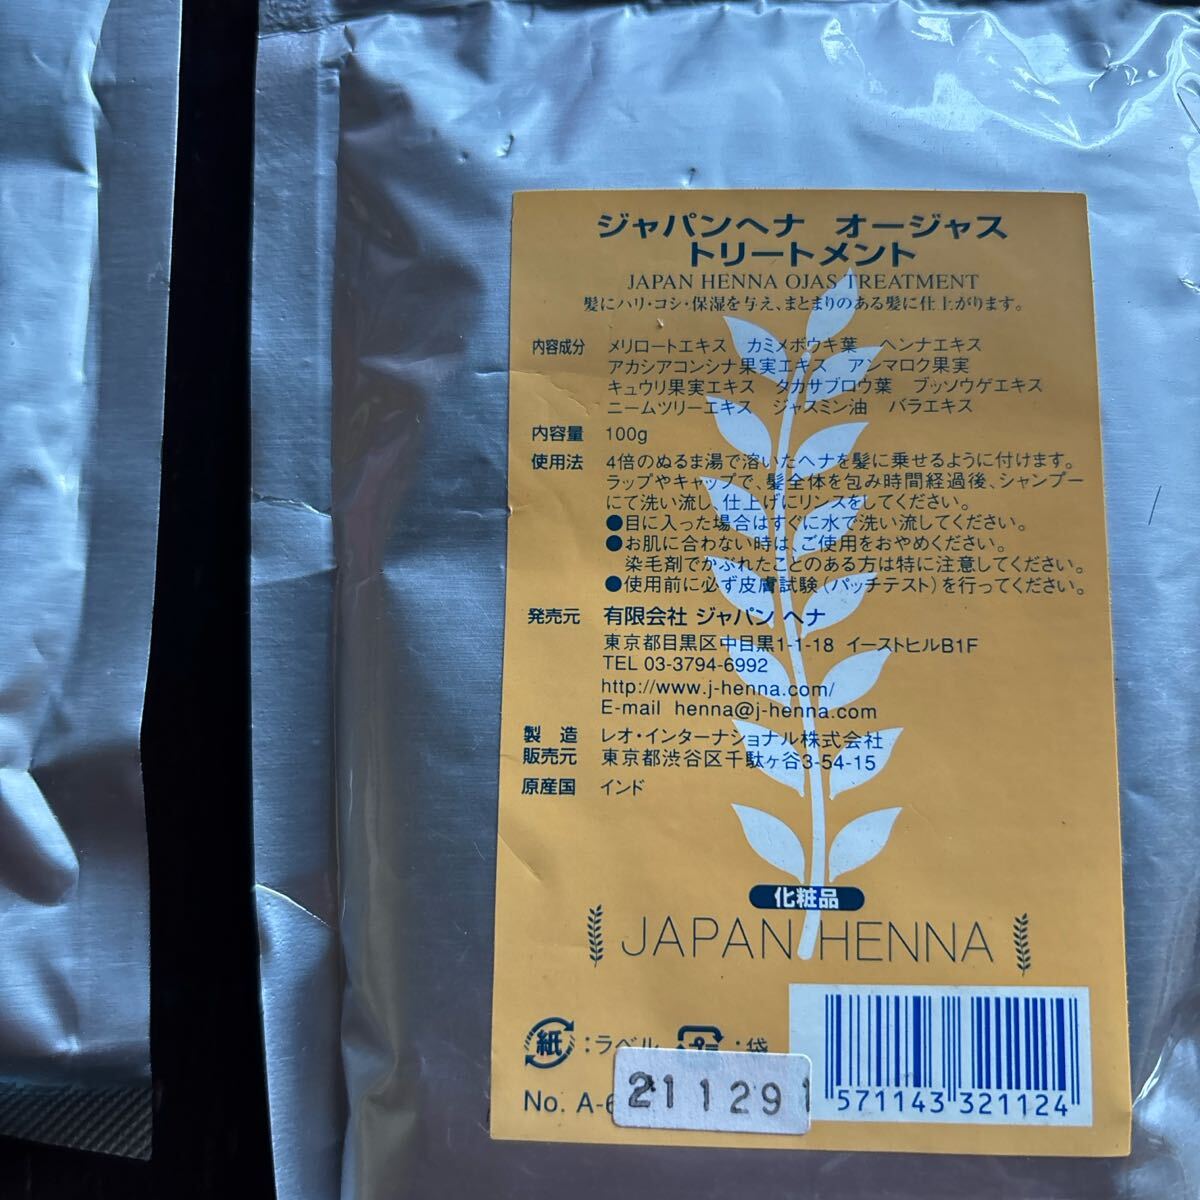 ジャパンヘナ オージャス
トリートメント
JAPAN HENNA OJAS TREATMENT
髪にハリ・コシ・保湿を与え、まとまりのある髪に仕上がります。
内容成分 メリロートエキス カミメボウキ葉 ヘンナエキス
アカシアコンシナ果実エキス アンマロク果実
キュウリ果実エキス タカサブロウ葉 ブッソウゲエキス
ニームツリーエキス ジャスミン油 バラエキス
内容量 100g
使用法 4倍のぬるま湯で溶いたヘナを髪に乗せるように付けます。
ラップやキャップで、髪全体を包み時間経過後、シャンプー
にて洗い流し、仕上げにリンスをしてください。
●目に入った場合はすぐに水で洗い流してください。
●お肌に合わない時は、ご使用をおやめください。
染毛剤でかぶれたことのある方は特に注意してください。
●使用前に必ず皮膚試験(パッチテスト)を行ってください。
発売元 有限会社 ジャパン ヘナ
東京都目黒区中目黒1-1-18 イーストヒルB1F
TEL 03-3794-6992
http://www.j-henna.com/
E-mail henna@j-henna.com
製造 レオ・インターナショナル株式会社
販売元 東京都渋谷区千駄ヶ谷3-54-15
原産国 インド
化粧品
JAPAN HENNA
紙 :ラベル プ :袋
No. A-6
211291
571143 321124